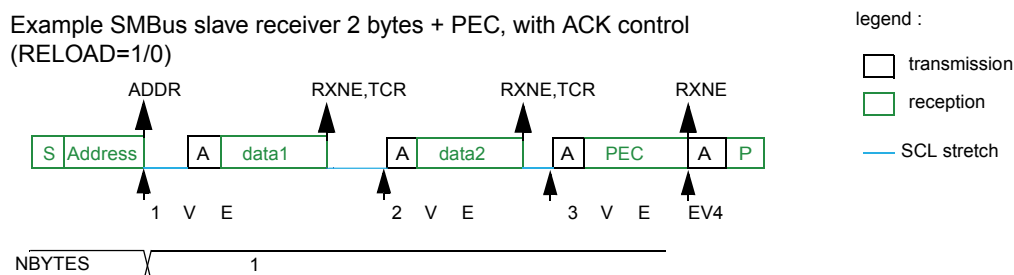 Example SMBus slave receiver 2 bytes + PEC, with ACK control
(RELOAD=1/0)
legend :
transmission
reception
SCL stretch
ADDR RXNE,TCR RXNE,TCR RXNE
S Address A data1 A data2 A PEC A P
1 V E 2 V E 3 V E EV4
NBYTES 1